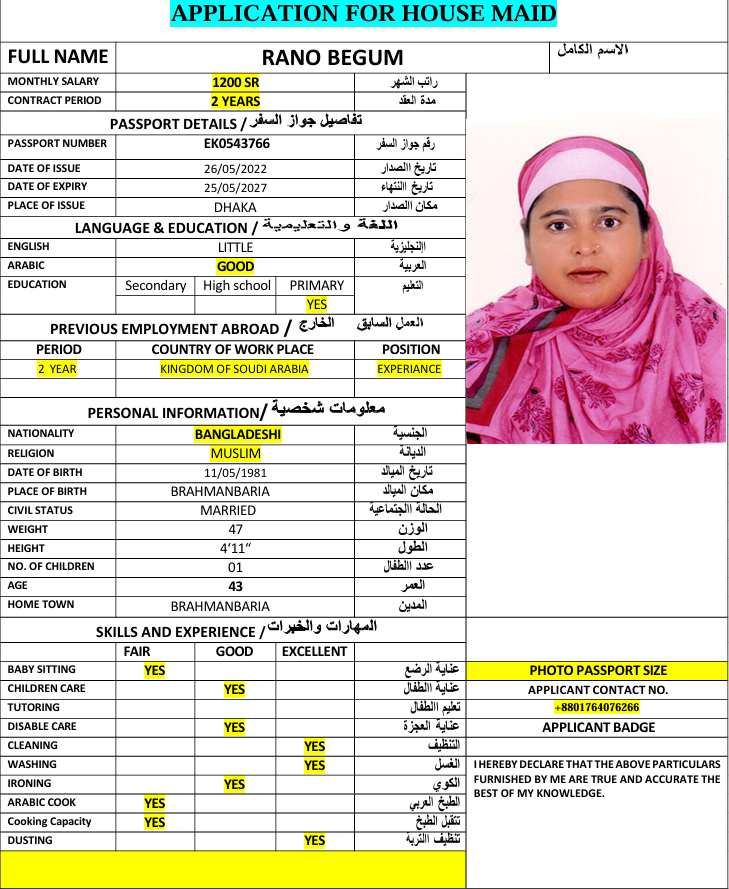 APPLICATION FOR HOUSE MAID
FULL NAME RANO BEGUM الاسم الكامل
MONTHLY SALARY 1200 SR راتب الشهر
CONTRACT PERIOD 2 YEARS مدة العقد
PASSPORT DETAILS / تفاصيل جواز السفر
PASSPORT NUMBER EK0543766 رقم جواز السفر
DATE OF ISSUE 26/05/2022 تاريخ االصدار
DATE OF EXPIRY 25/05/2027 تاريخ االنتهاء
PLACE OF ISSUE DHAKA مكان االصدار
LANGUAGE & EDUCATION / اللغة والتعليمية
ENGLISH LITTLE االنجليزية
ARABIC GOOD العربية
EDUCATION Secondary High school PRIMARY التعليم
YES
PREVIOUS EMPLOYMENT ABROAD / العمل السابق الخارج
PERIOD COUNTRY OF WORK PLACE POSITION
2 YEAR KINGDOM OF SOUDI ARABIA EXPERIANCE
PERSONAL INFORMATION/ معلومات شخصية
NATIONALITY BANGLADESHI الجنسية
RELIGION MUSLIM الديانة
DATE OF BIRTH 11/05/1981 تاريخ الميالد
PLACE OF BIRTH BRAHMANBARIA مكان الميالد
CIVIL STATUS MARRIED الحالة االجتماعية
WEIGHT 47 الوزن
HEIGHT 4‘11“ الطول
NO. OF CHILDREN 01 عدد االطفال
AGE 43 العمر
HOME TOWN BRAHMANBARIA المدين
SKILLS AND EXPERIENCE / المهارات والخبرات
FAIR GOOD EXCELLENT
BABY SITTING YES عناية الرضع
CHILDREN CARE YES عناية االطفال
TUTORING تعليم االطفال
DISABLE CARE YES عناية العجزة
CLEANING YES التنظيف
WASHING YES الغسل
IRONING YES الكوي
ARABIC COOK YES الطبخ العربي
Cooking Capacity YES تتقبل الطبخ
DUSTING YES تنظيف االتربة
PHOTO PASSPORT SIZE
APPLICANT CONTACT NO.
+8801764076266
APPLICANT BADGE
I HEREBY DECLARE THAT THE ABOVE PARTICULARS
FURNISHED BY ME ARE TRUE AND ACCURATE THE
BEST OF MY KNOWLEDGE.